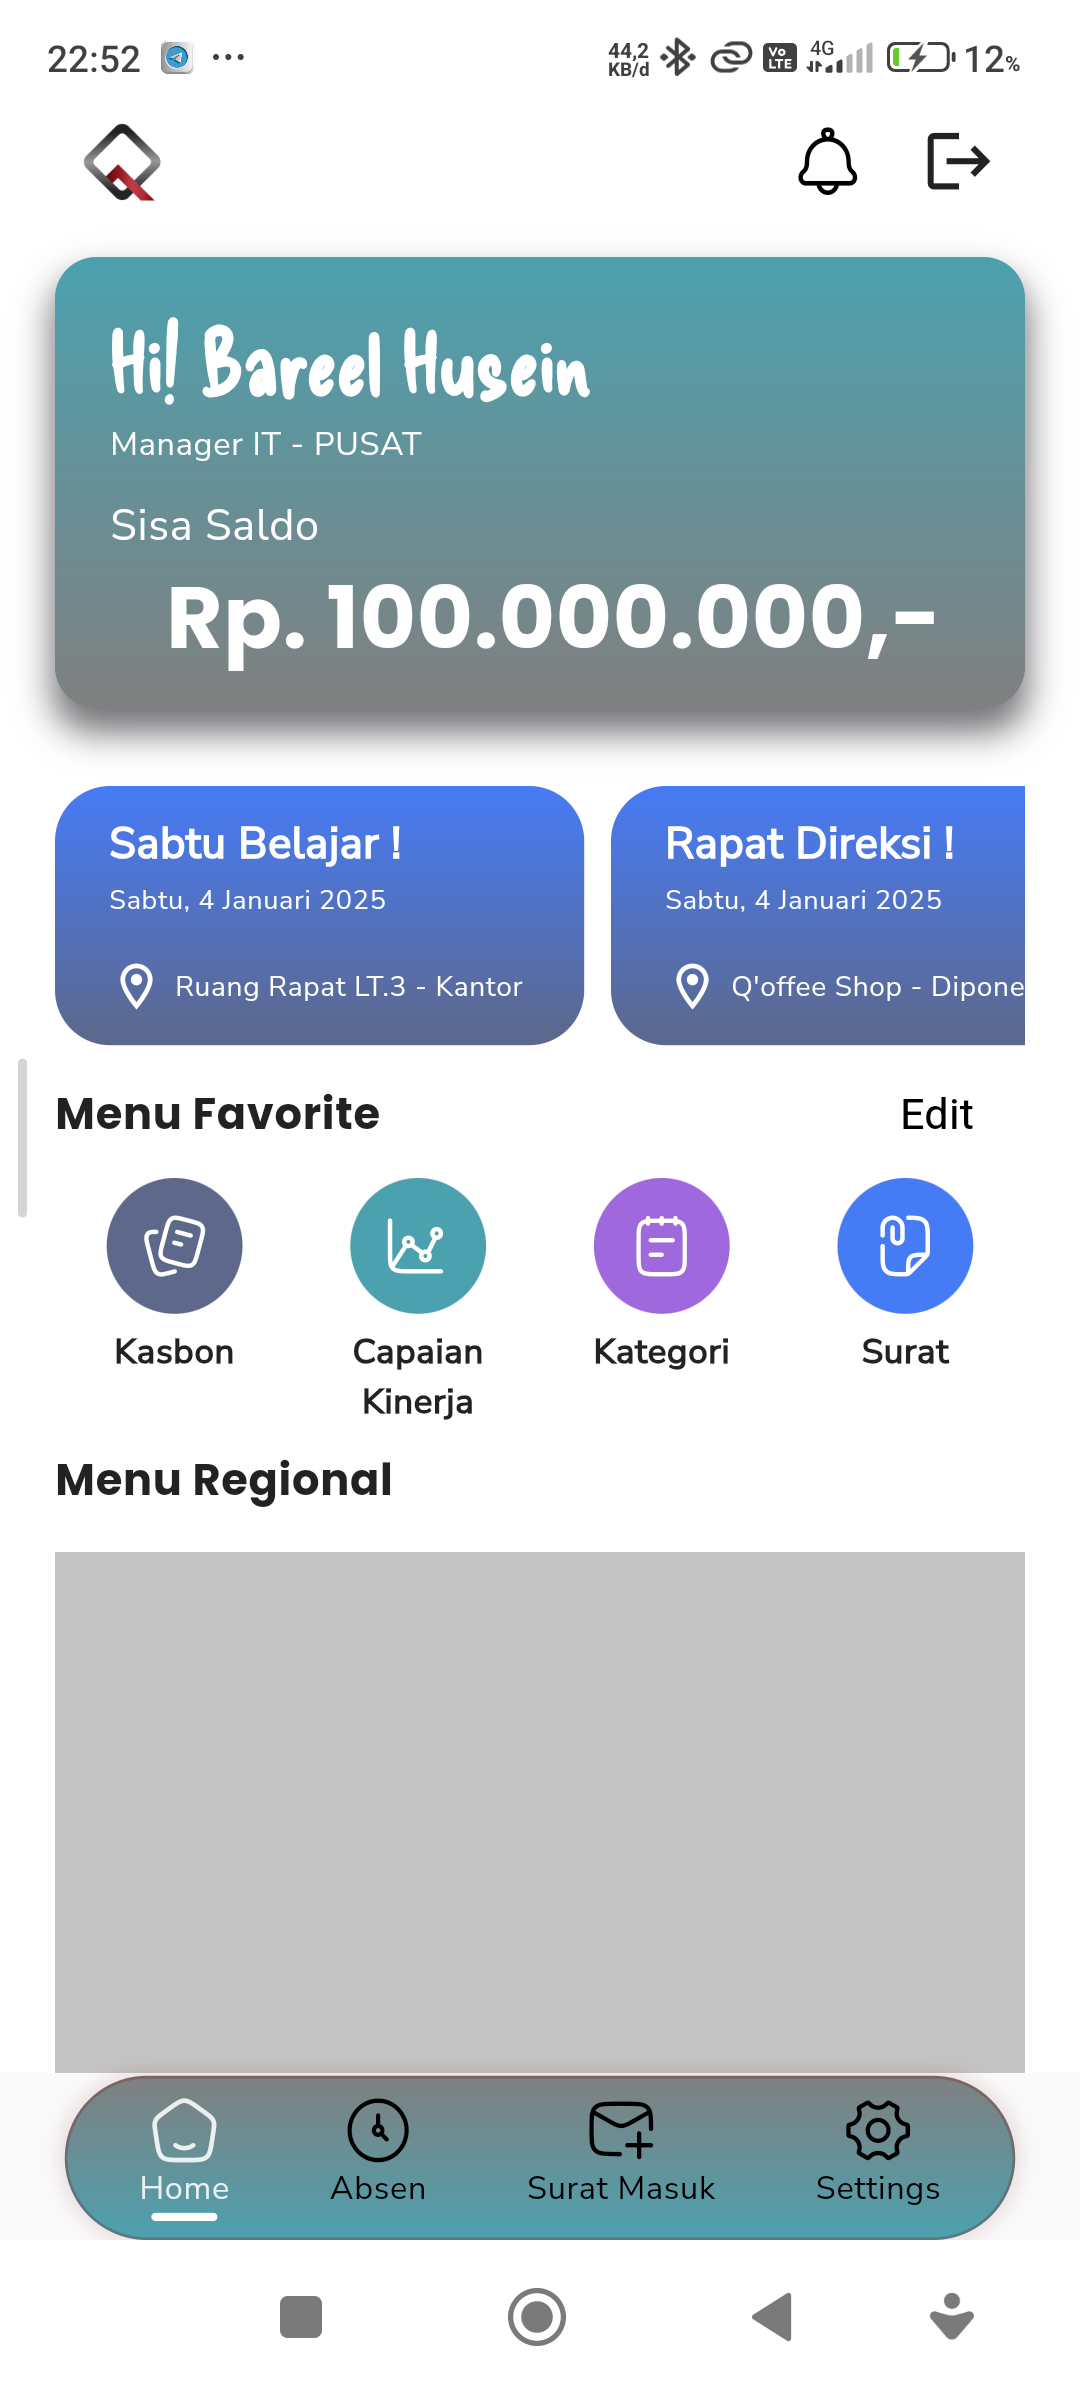 22:52
44,2
KB/d
Vo
LTE
4G
12%
Hi! Bareel Husein
Manager IT - PUSAT
Sisa Saldo
Rp. 100.000.000,-
Sabtu Belajar !
Sabtu, 4 Januari 2025
Ruang Rapat LT.3 - Kantor
Rapat Direksi !
Sabtu, 4 Januari 2025
Q'offee Shop - Dipone
Menu Favorite
Edit
Kasbon
Capaian
Kinerja
Kategori
Surat
Menu Regional
Home
Absen
Surat Masuk
Settings